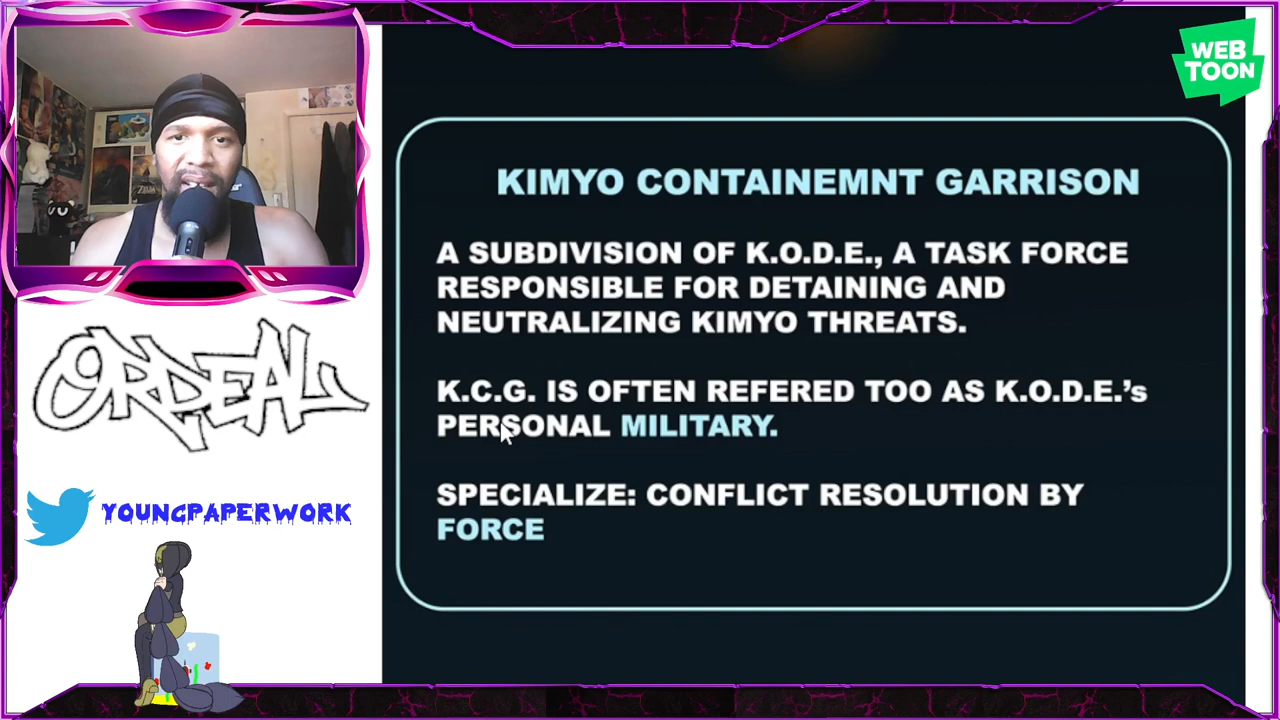 WEB
TOON
KIMYO CONTAINEMNT GARRISON
A SUBDIVISION OF K.O.D.E., A TASK FORCE
RESPONSIBLE FOR DETAINING AND
NEUTRALIZING KIMYO THREATS.
K.C.G. IS OFTEN REFERED TOO AS K.O.D.E.'s
PERSONAL MILITARY.
SPECIALIZE: CONFLICT RESOLUTION BY
FORCE
ORDEAL
YOUNGPAPERWORK